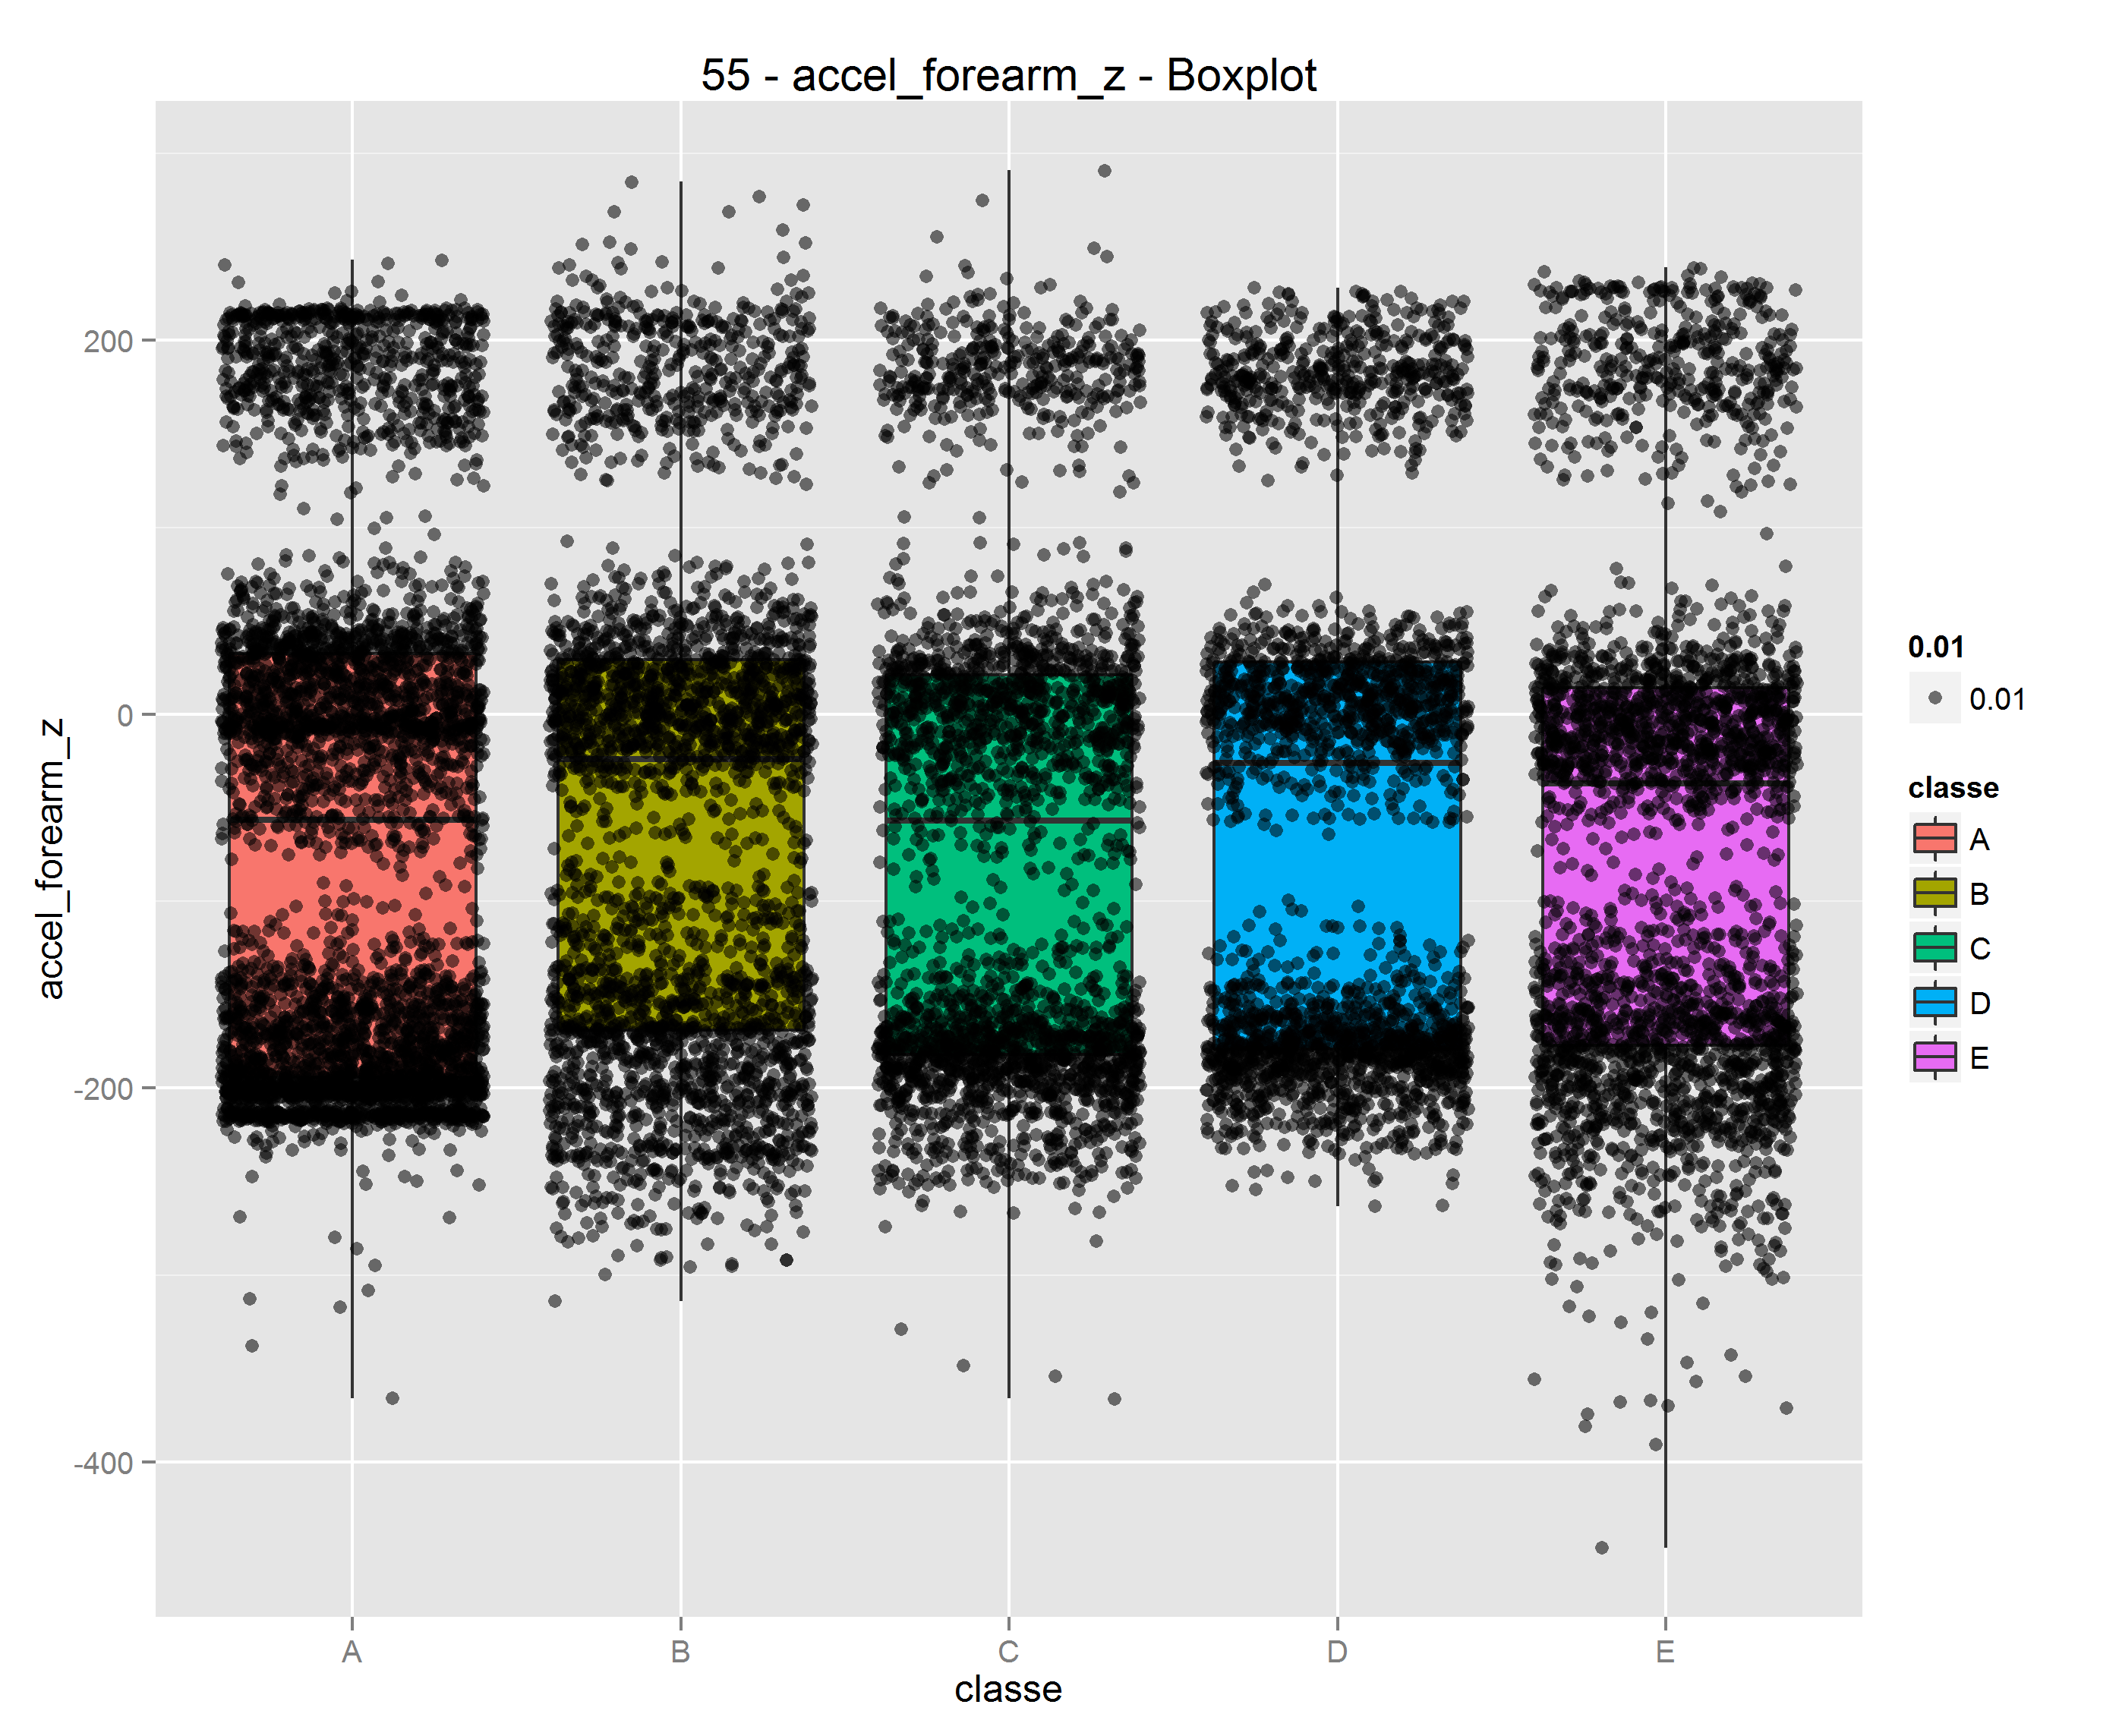 55 - accel_forearm_z - Boxplot
accel_forearm_z
200
0
-200
-400
A B C D E
classe
0.01
0.01
classe
A
B
C
D
E